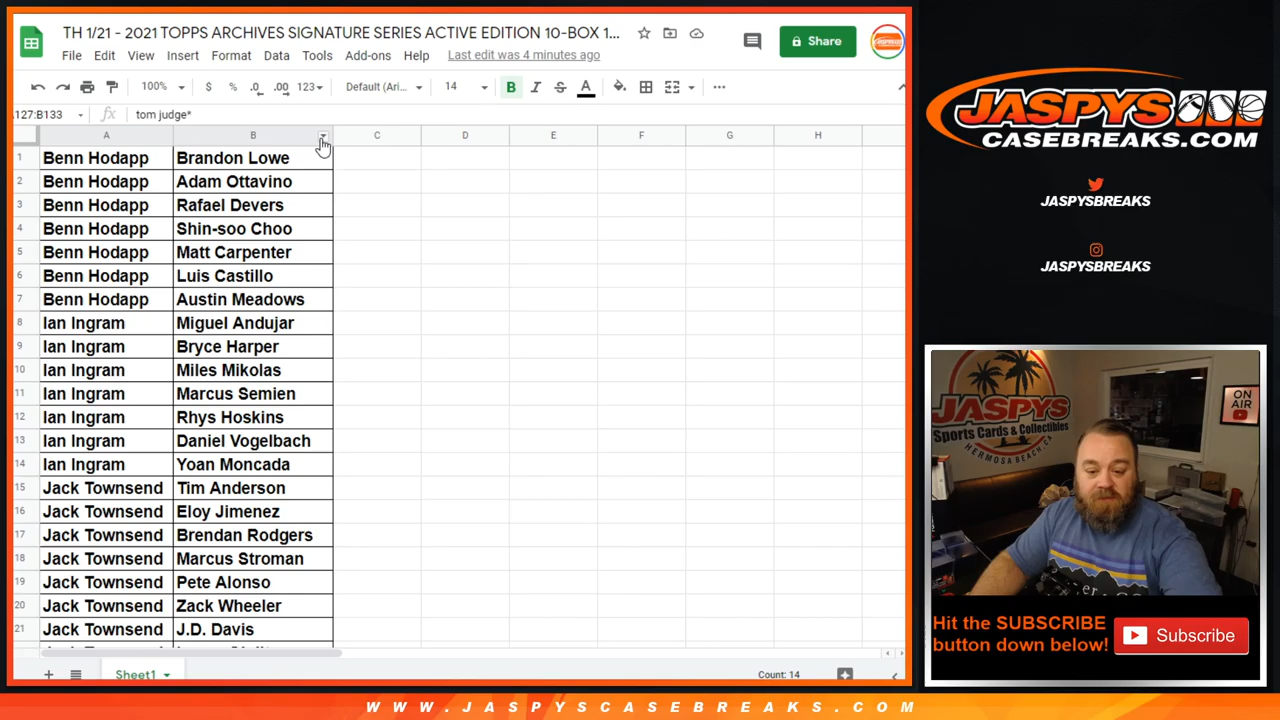 TH 1/21 - 2021 TOPPS ARCHIVES SIGNATURE SERIES ACTIVE EDITION 10-BOX 1...
File Edit View Insert Format Data Tools Add-ons Help Last edit was 4 minutes ago
Share
100% $ % .0 .00 123 Default (Ari... 14 B I S A
127:B133 fx tom judge*
A B C D E F G H
1 Benn Hodapp Brandon Lowe
2 Benn Hodapp Adam Ottavino
3 Benn Hodapp Rafael Devers
4 Benn Hodapp Shin-soo Choo
5 Benn Hodapp Matt Carpenter
6 Benn Hodapp Luis Castillo
7 Benn Hodapp Austin Meadows
8 Ian Ingram Miguel Andujar
9 Ian Ingram Bryce Harper
10 Ian Ingram Miles Mikolas
11 Ian Ingram Marcus Semien
12 Ian Ingram Rhys Hoskins
13 Ian Ingram Daniel Vogelbach
14 Ian Ingram Yoan Moncada
15 Jack Townsend Tim Anderson
16 Jack Townsend Eloy Jimenez
17 Jack Townsend Brendan Rodgers
18 Jack Townsend Marcus Stroman
19 Jack Townsend Pete Alonso
20 Jack Townsend Zack Wheeler
21 Jack Townsend J.D. Davis
Sheet1
Count: 14
JASPYS
CASEBREAKS.COM
JASPYSBREAKS
JASPYSBREAKS
JASPYS
Sports Cards & Collectibles
HERMOSA BEACH, CA
ON
AIR
Hit the SUBSCRIBE
button down below!
Subscribe
WWW.JASPYSCASEBREAKS.COM